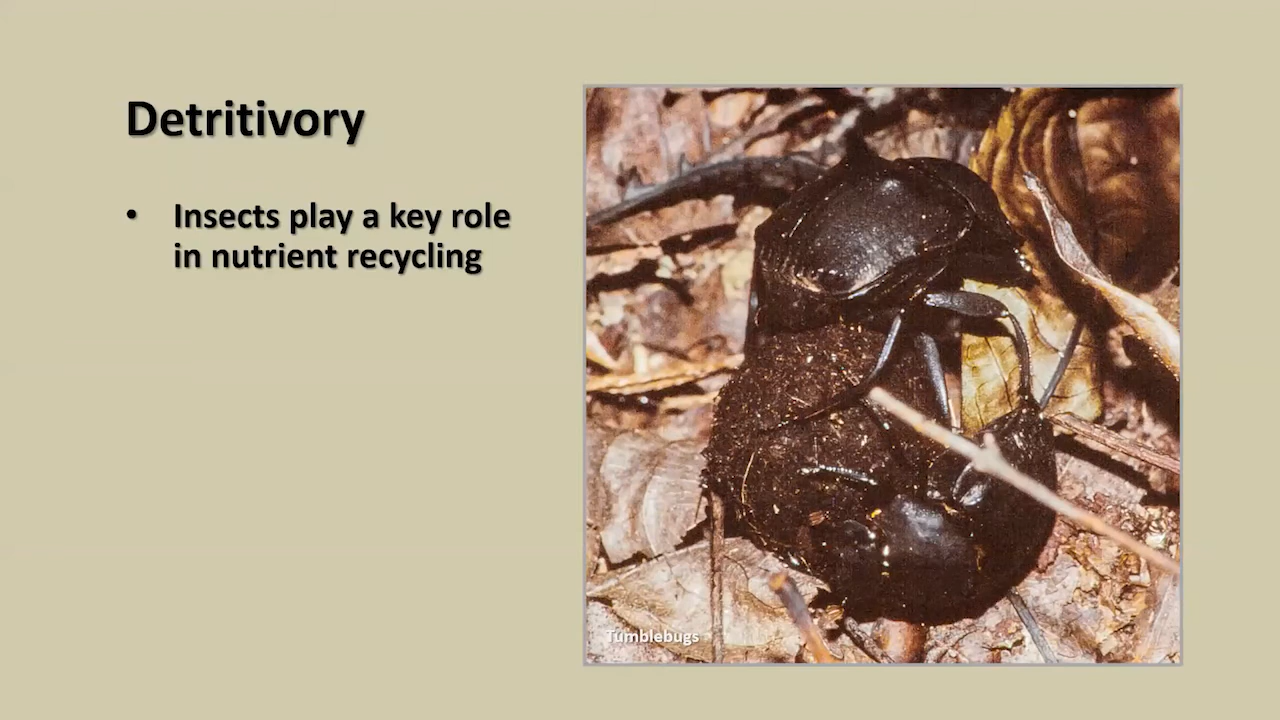 Detritivory
• Insects play a key role
in nutrient recycling
Tumblebugs